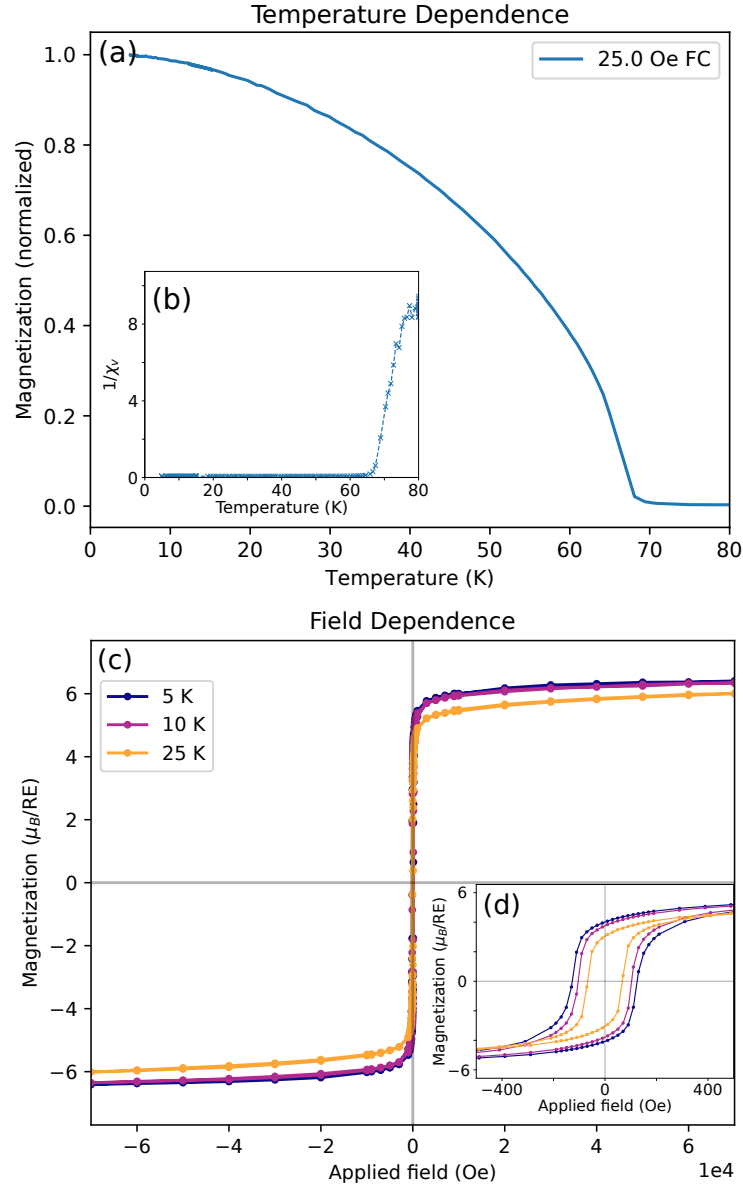 Temperature Dependence
(a)
25.0 Oe FC
Magnetization (normalized)
1.0
0.8
0.6
0.4
0.2
0.0
0 10 20 30 40 50 60 70 80
Temperature (K)
(b)
1/χᵥ
8
4
0
0 20 40 60 80
Temperature (K)
Field Dependence
(c)
5 K
10 K
25 K
Magnetization (μ_B/RE)
6
4
2
0
−2
−4
−6
−6 −4 −2 0 2 4 6
1e4
Applied field (Oe)
(d)
Magnetization (μ_B/RE)
6
0
−6
−400 0 400
Applied field (Oe)